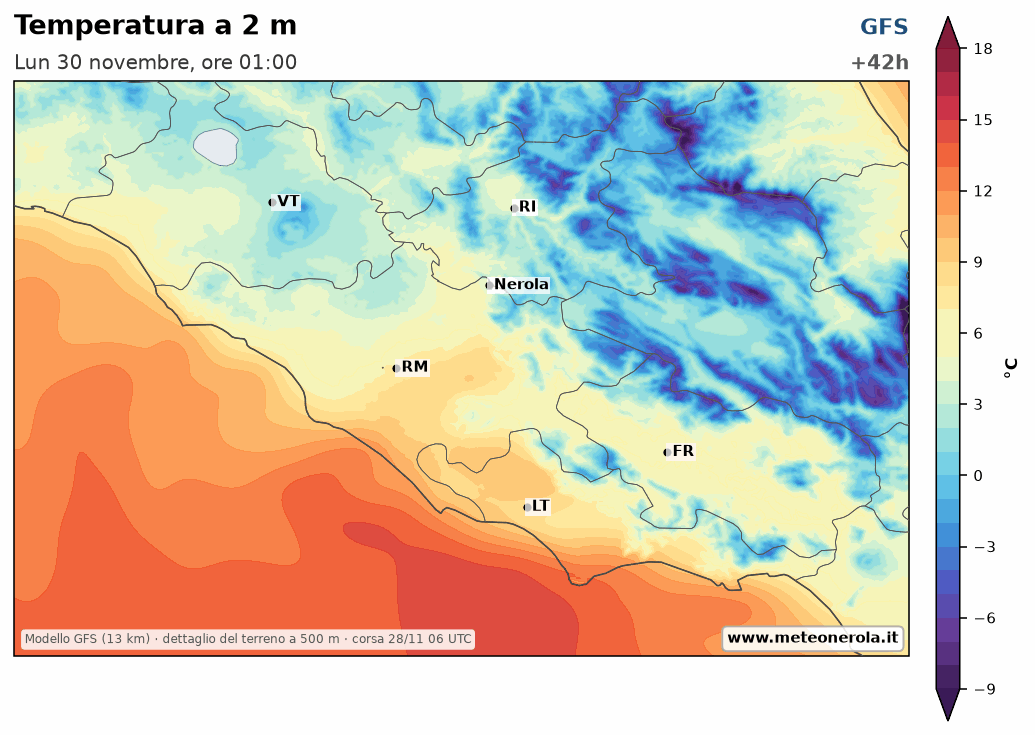 Temperatura a 2 m
GFS
Lun 30 novembre, ore 01:00
+42h
VT
RI
Nerola
RM
FR
LT
Modello GFS (13 km) · dettaglio del terreno a 500 m · corsa 28/11 06 UTC
www.meteonerola.it
18
15
12
9
6
3
0
−3
−6
−9
°C